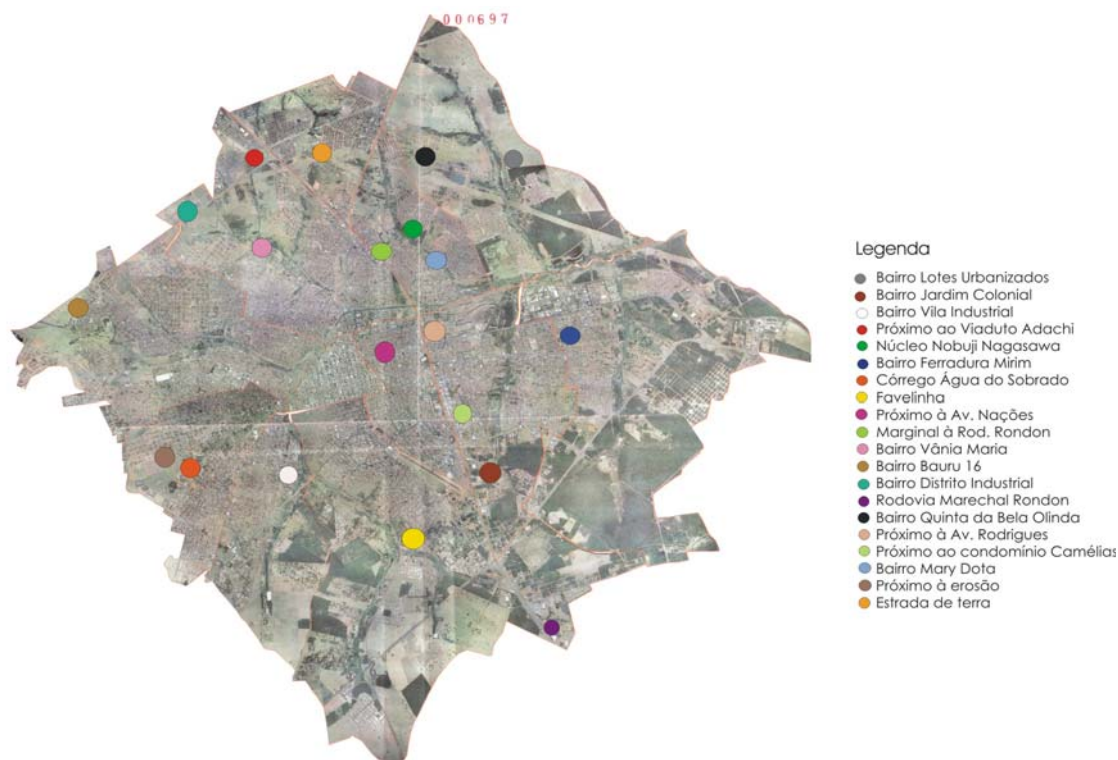 000697
Legenda
Bairro Lotes Urbanizados
Bairro Jardim Colonial
Bairro Vila Industrial
Próximo ao Viaduto Adachi
Núcleo Nobuji Nagasawa
Bairro Ferradura Mirim
Córrego Água do Sobrado
Favelinha
Próximo à Av. Nações
Marginal à Rod. Rondon
Bairro Vânia Maria
Bairro Bauru 16
Bairro Distrito Industrial
Rodovia Marechal Rondon
Bairro Quinta da Bela Olinda
Próximo à Av. Rodrigues
Próximo ao condomínio Camélias
Bairro Mary Dota
Próximo à erosão
Estrada de terra